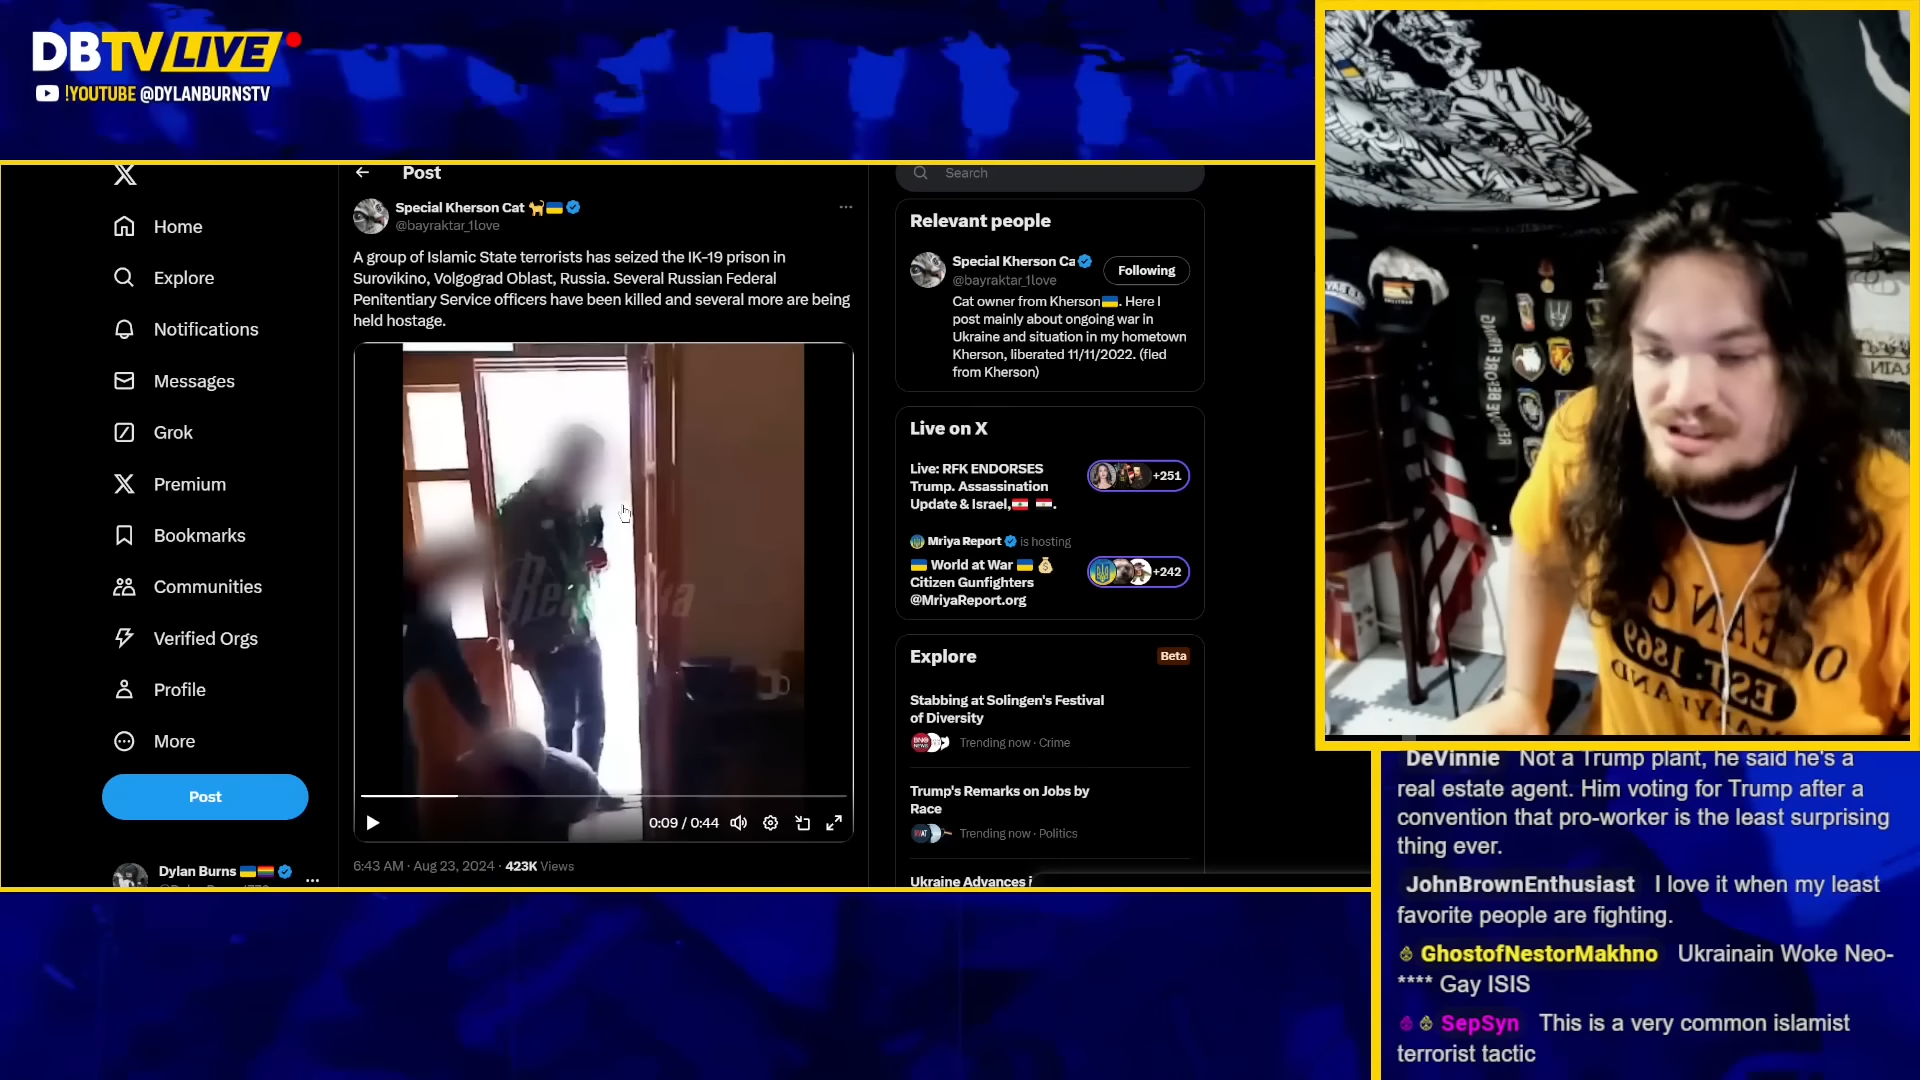 DBTV LIVE
!YOUTUBE @DYLANBURNSTV
X
Home
Explore
Notifications
Messages
Grok
Premium
Bookmarks
Communities
Verified Orgs
Profile
More
Post
Dylan Burns
Post
Special Kherson Cat
@bayraktar_1love
A group of Islamic State terrorists has seized the IK-19 prison in
Surovikino, Volgograd Oblast, Russia. Several Russian Federal
Penitentiary Service officers have been killed and several more are being
held hostage.
0:09 / 0:44
6:43 AM · Aug 23, 2024 · 423K Views
Search
Relevant people
Special Kherson Ca
@bayraktar_1love
Following
Cat owner from Kherson🇺🇦. Here I
post mainly about ongoing war in
Ukraine and situation in my hometown
Kherson, liberated 11/11/2022. (fled
from Kherson)
Live on X
Live: RFK ENDORSES
Trump. Assassination
Update & Israel,
+251
Mriya Report is hosting
World at War
Citizen Gunfighters
@MriyaReport.org
+242
Explore
Beta
Stabbing at Solingen's Festival
of Diversity
Trending now · Crime
Trump's Remarks on Jobs by
Race
Trending now · Politics
Ukraine Advances i
REMOVE BEFORE FIRING
OCEAN C
EST. 1869
MARYLAND
DeVinnie Not a Trump plant, he said he's a
real estate agent. Him voting for Trump after a
convention that pro-worker is the least surprising
thing ever.
JohnBrownEnthusiast I love it when my least
favorite people are fighting.
GhostofNestorMakhno Ukrainain Woke Neo-
**** Gay ISIS
SepSyn This is a very common islamist
terrorist tactic